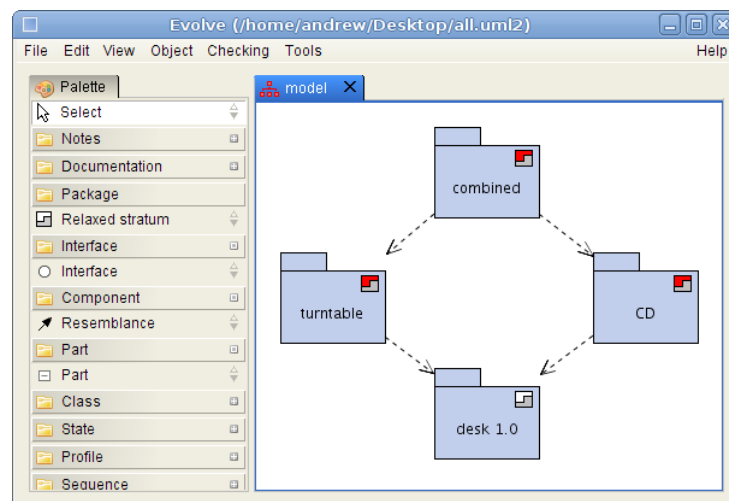 Evolve (/home/andrew/Desktop/all.uml2)
File Edit View Object Checking Tools Help
Palette
Select
Notes
Documentation
Package
Relaxed stratum
Interface
Interface
Component
Resemblance
Part
Part
Class
State
Profile
Sequence
model
combined
turntable
CD
desk 1.0